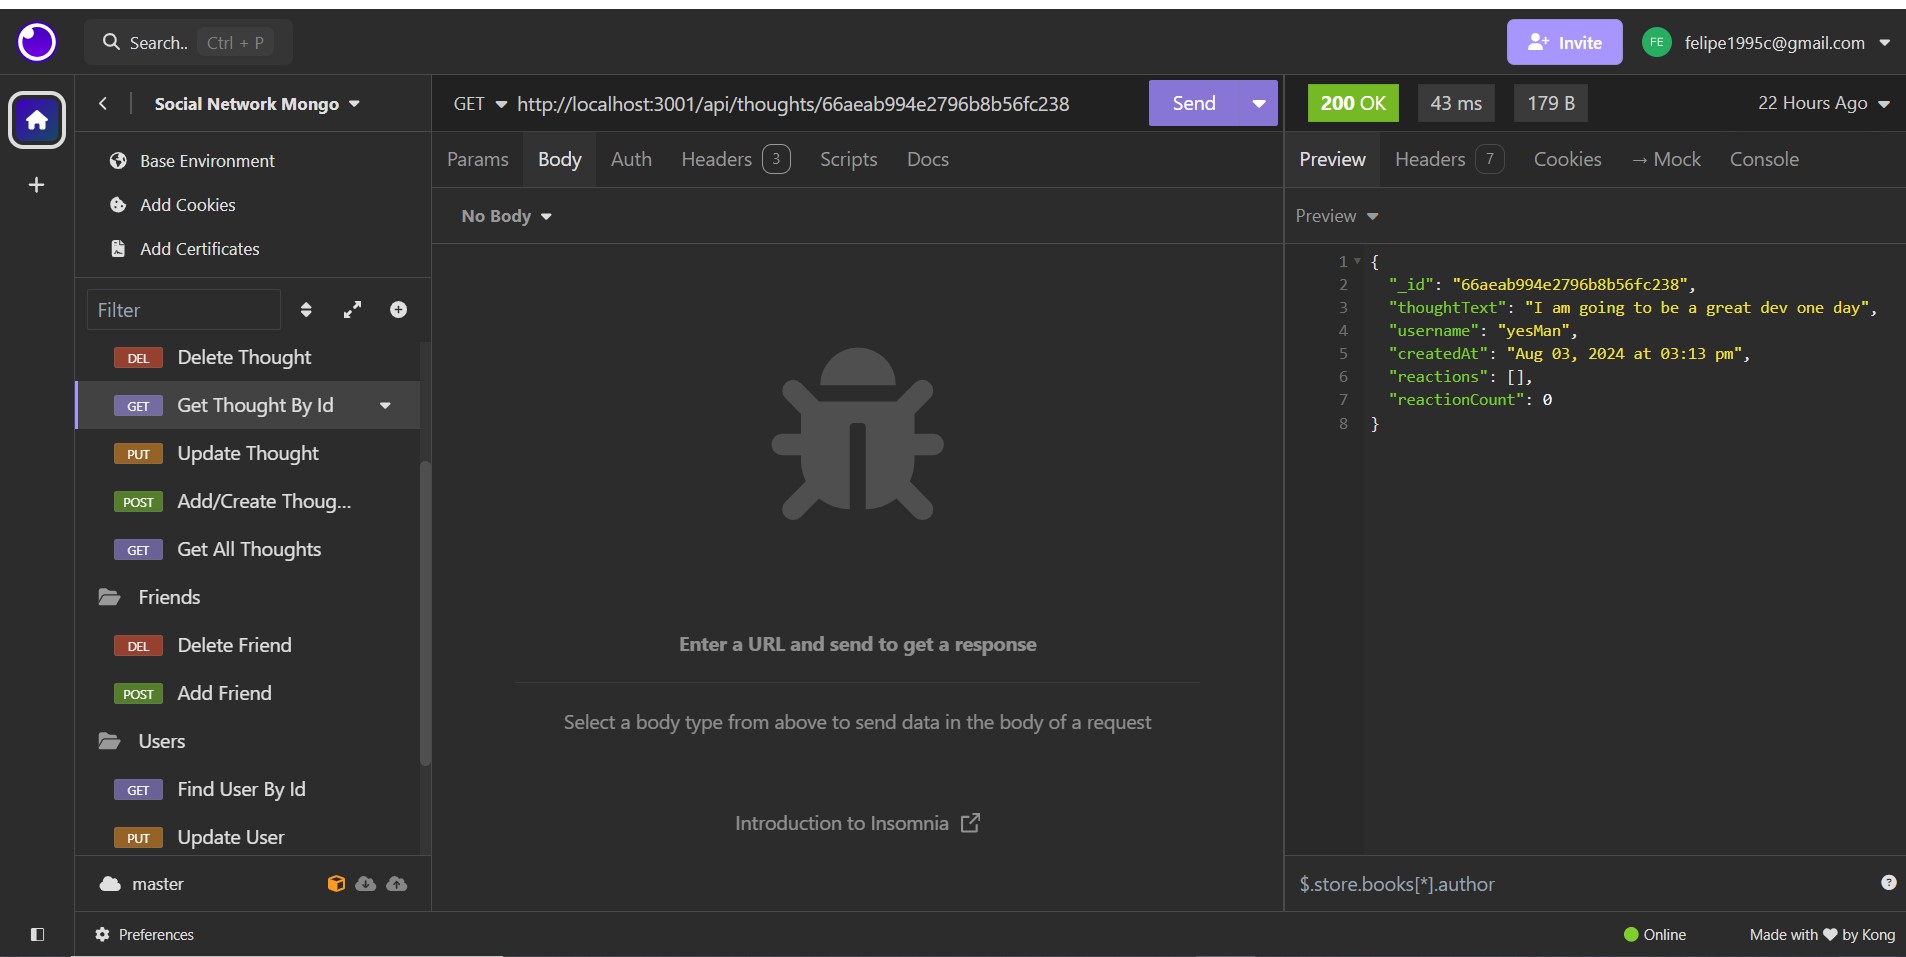 Search.. Ctrl + P
Invite
FE felipe1995c@gmail.com
Social Network Mongo
Base Environment
Add Cookies
Add Certificates
Filter
DEL Delete Thought
GET Get Thought By Id
PUT Update Thought
POST Add/Create Thoug...
GET Get All Thoughts
Friends
DEL Delete Friend
POST Add Friend
Users
GET Find User By Id
PUT Update User
master
Preferences
GET http://localhost:3001/api/thoughts/66aeab994e2796b8b56fc238 Send
Params Body Auth Headers 3 Scripts Docs
No Body
Enter a URL and send to get a response
Select a body type from above to send data in the body of a request
Introduction to Insomnia
200 OK 43 ms 179 B 22 Hours Ago
Preview Headers 7 Cookies → Mock Console
Preview
1 {
2 "_id": "66aeab994e2796b8b56fc238",
3 "thoughtText": "I am going to be a great dev one day",
4 "username": "yesMan",
5 "createdAt": "Aug 03, 2024 at 03:13 pm",
6 "reactions": [],
7 "reactionCount": 0
8 }
$.store.books[*].author ?
Online Made with ♥ by Kong